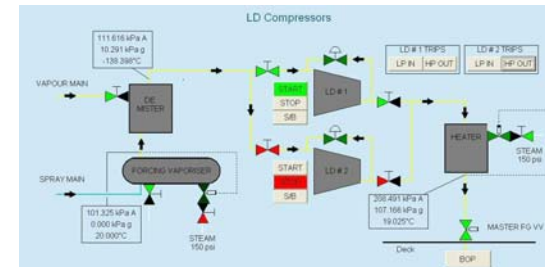 LD Compressors
111.616 kPa A
10.291 kPa g
-139.398°C
LD # 1 TRIPS
LP IN
HP OUT
LD # 2 TRIPS
LP IN
HP OUT
VAPOUR MAIN
DE
MISTER
START
STOP
S/B
LD # 1
FORCING VAPORISER
START
STOP
S/B
LD # 2
HEATER
STEAM
150 psi
SPRAY MAIN
101.325 kPa A
0.000 kPa g
20.000°C
STEAM
150 psi
208.491 kPa A
107.166 kPa g
19.025°C
MASTER FG VV
Deck
BOP